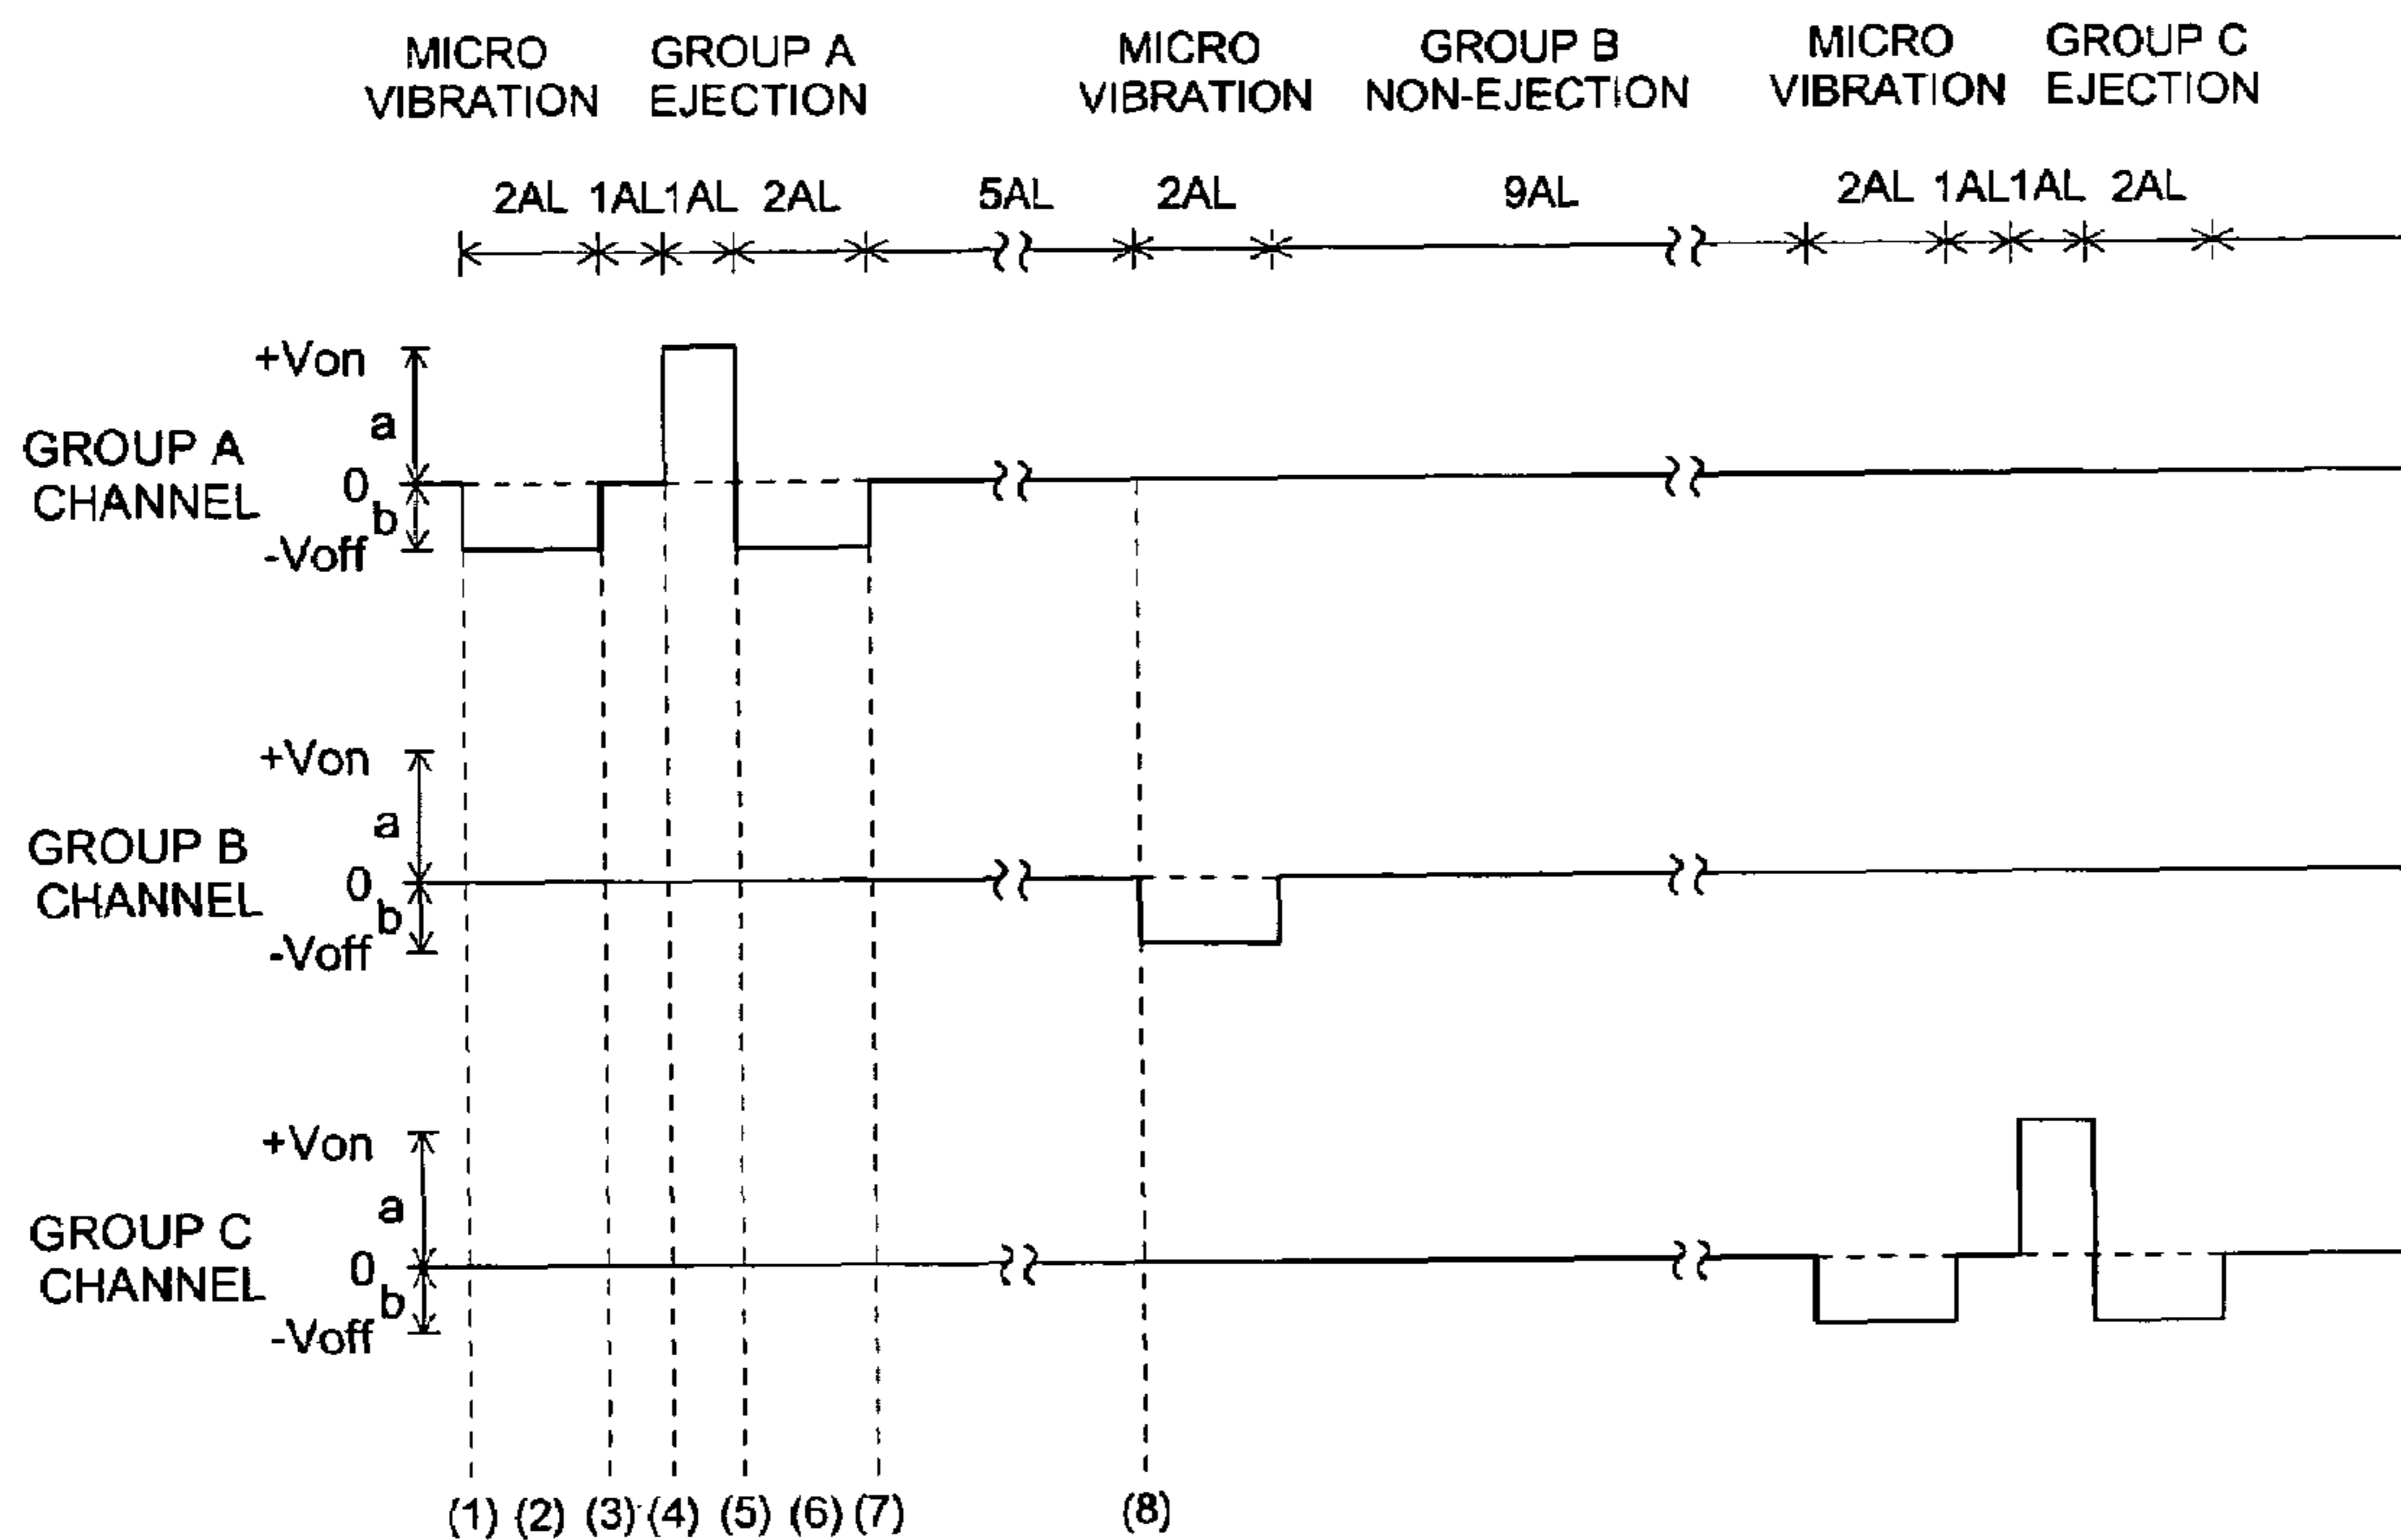 MICRO VIBRATION
GROUP A EJECTION
MICRO VIBRATION
GROUP B NON-EJECTION
MICRO VIBRATION
GROUP C EJECTION
2AL 1AL 1AL 2AL 5AL 2AL 9AL 2AL 1AL 1AL 2AL
+Von
a
GROUP A CHANNEL
0
b
-Voff
+Von
a
GROUP B CHANNEL
0
b
-Voff
+Von
a
GROUP C CHANNEL
0
b
-Voff
(1) (2) (3) (4) (5) (6) (7) (8)